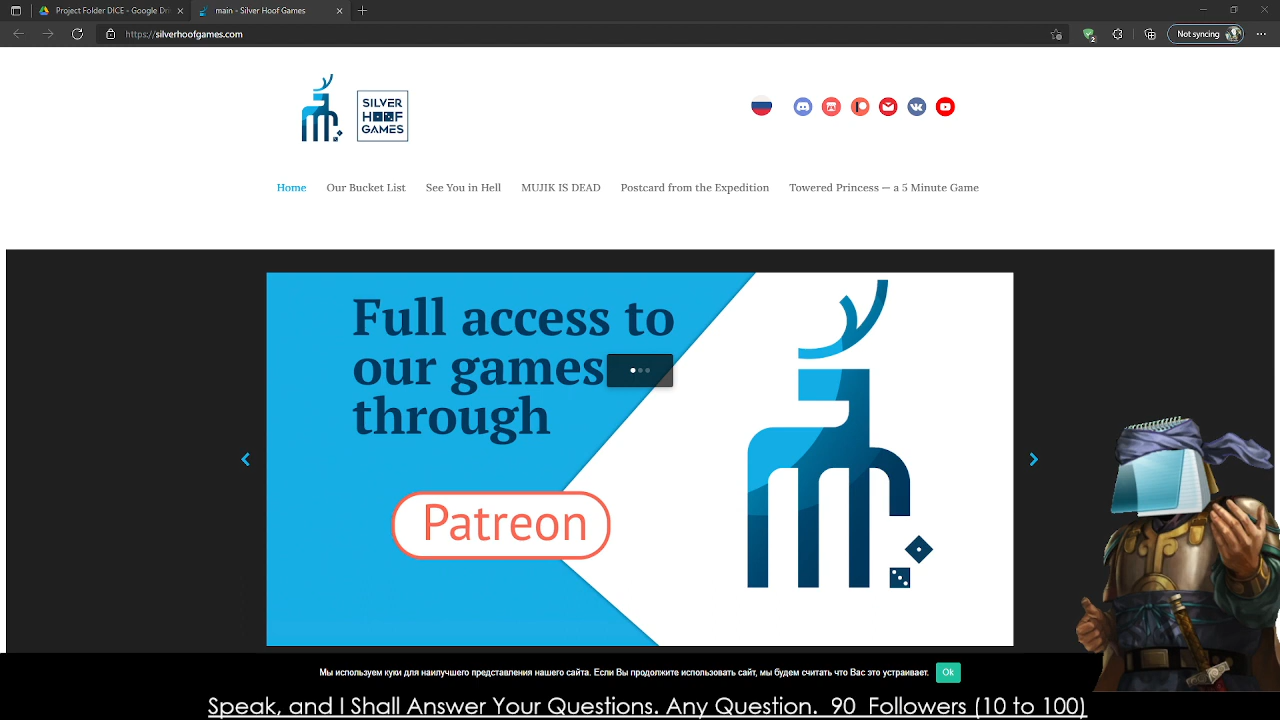 Project Folder DICE - Google Dri
main - Silver Hoof Games
https://silverhoofgames.com
Not syncing
2
SILVER
HOOF
GAMES
Home
Our Bucket List
See You in Hell
MUJIK IS DEAD
Postcard from the Expedition
Towered Princess — a 5 Minute Game
Full access to
our games
through
Patreon
Мы используем куки для наилучшего представления нашего сайта. Если Вы продолжите использовать сайт, мы будем считать что Вас это устраивает.
Ok
Speak, and I Shall Answer Your Questions. Any Question. 90 Followers (10 to 100)